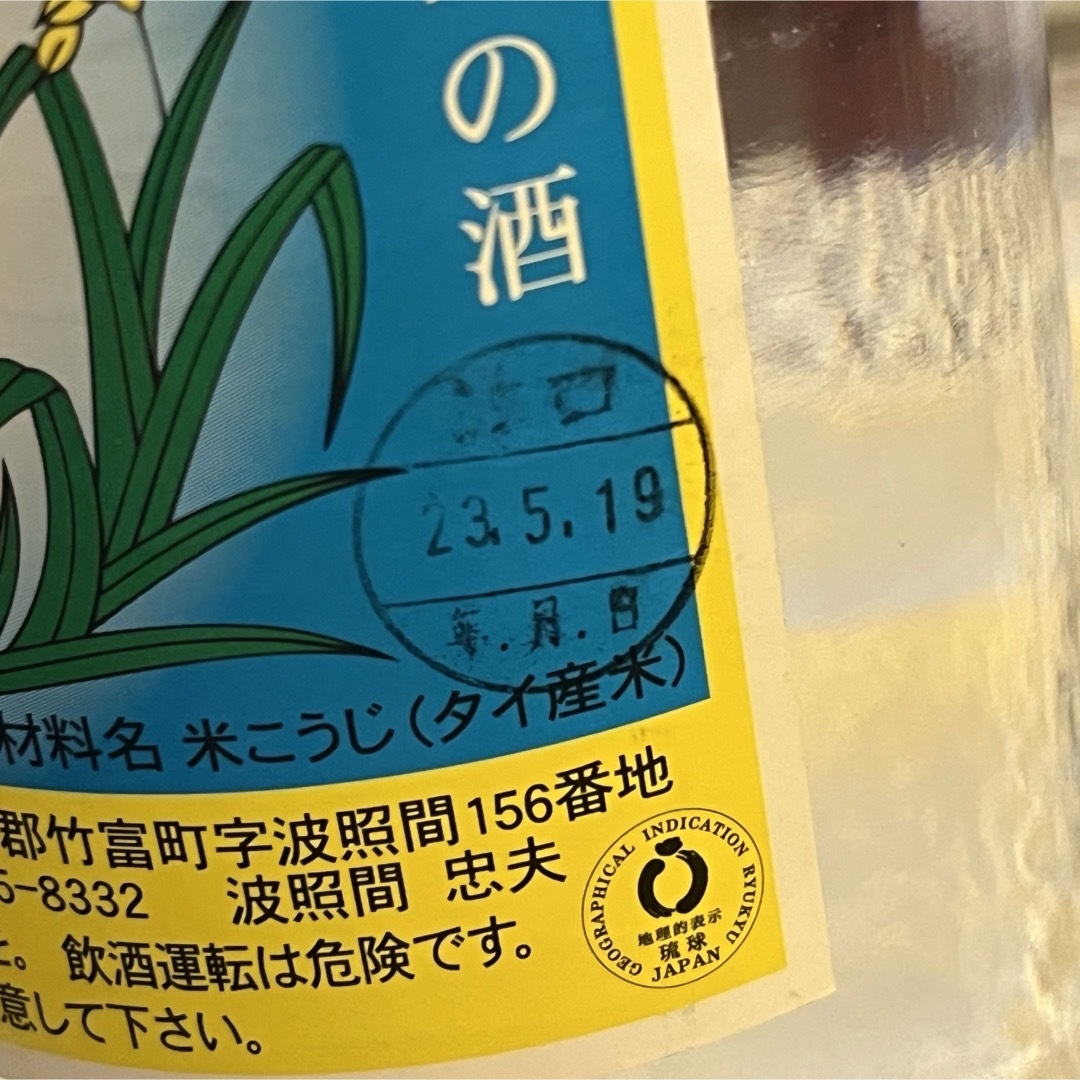 の酒
詰口
23.5.19
年.月.日
材料名 米こうじ(タイ産米)
郡竹富町字波照間156番地
5-8332 波照間 忠夫
飲酒運転は危険です。
意して下さい。
GEOGRAPHICAL INDICATION RYUKYU
地理的表示
琉球
JAPAN